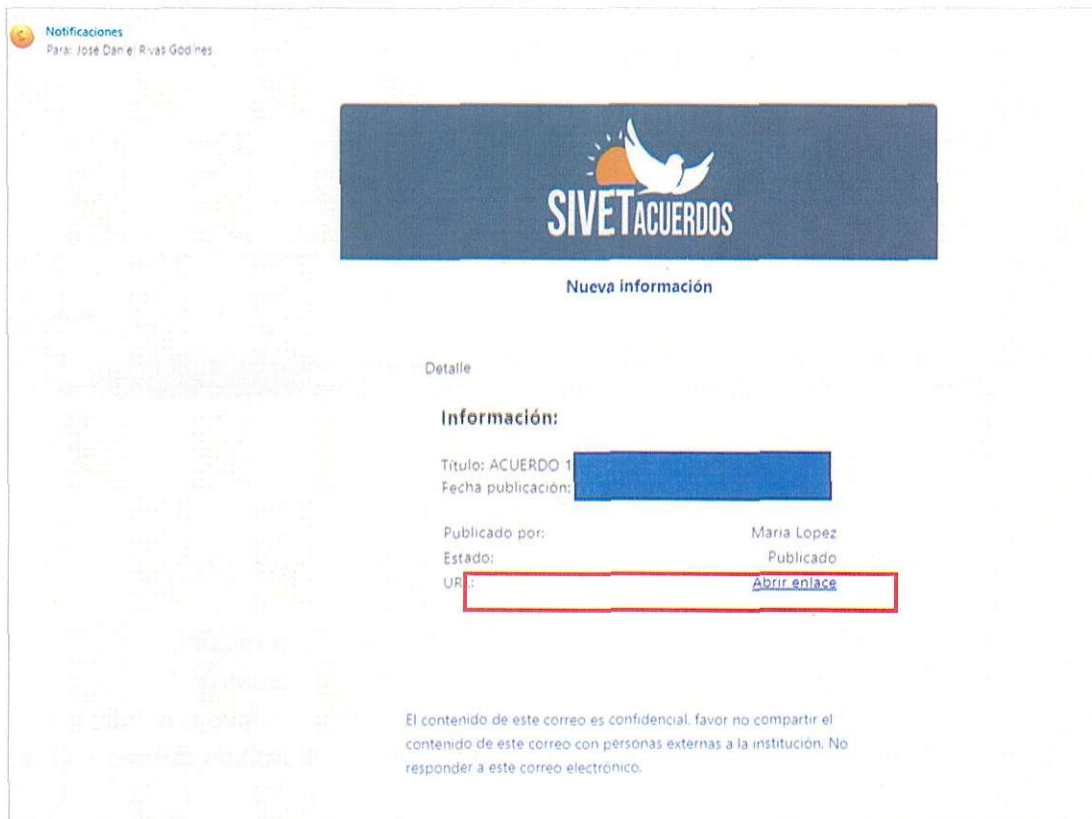 Notificaciones
Para: José Daniel Rivas Godínes
SIVETACUERDOS
Nueva información
Detalle
Información:
Título: ACUERDO 1
Fecha publicación:
Publicado por: Maria Lopez
Estado: Publicado
URL: Abrir enlace
El contenido de este correo es confidencial, favor no compartir el
contenido de este correo con personas externas a la institución. No
responder a este correo electrónico.